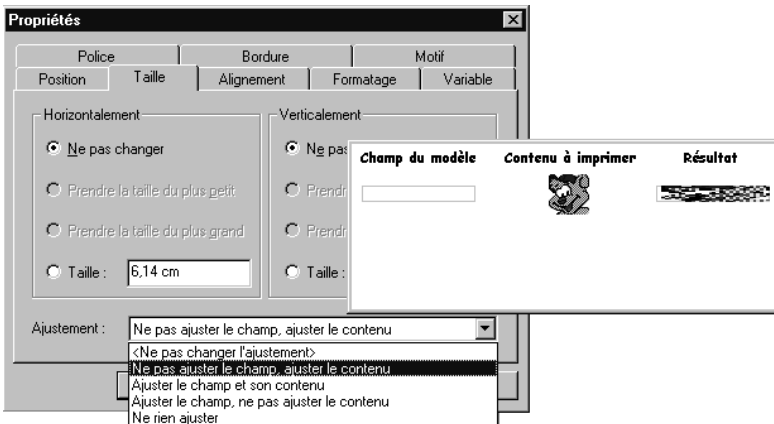 Propriétés
Police Bordure Motif
Position Taille Alignement Formatage Variable
Horizontalement
Ne pas changer
Prendre la taille du plus petit
Prendre la taille du plus grand
Taille : 6,14 cm
Verticalement
Ne pas
Prendr
Prendr
Taille :
Champ du modèle Contenu à imprimer Résultat
Ajustement : Ne pas ajuster le champ, ajuster le contenu
<Ne pas changer l'ajustement>
Ne pas ajuster le champ, ajuster le contenu
Ajuster le champ et son contenu
Ajuster le champ, ne pas ajuster le contenu
Ne rien ajuster